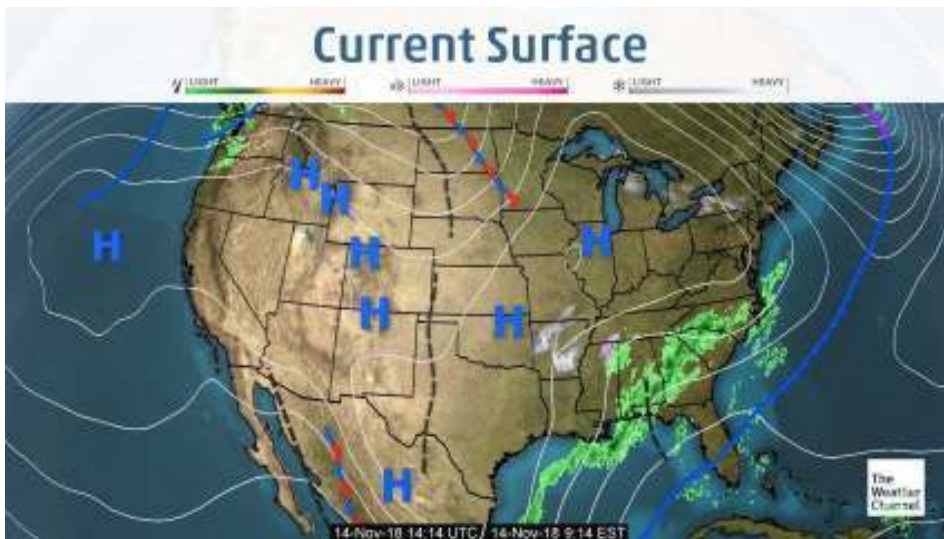 Current Surface
LIGHT HEAVY LIGHT HEAVY LIGHT HEAVY
H
H
H
H
H
H
H
H
The
Weather
Channel
14-Nov-18 14:14 UTC / 14-Nov-18 9:14 EST